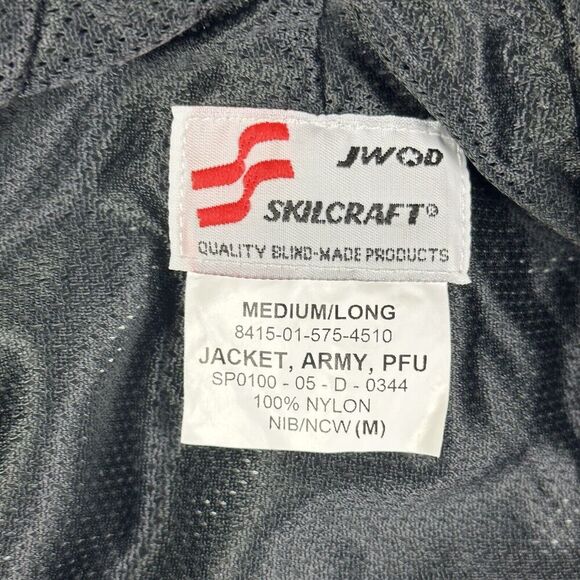 JWOD
SKILCRAFT®
QUALITY BLIND-MADE PRODUCTS
MEDIUM/LONG
8415-01-575-4510
JACKET, ARMY, PFU
SP0100 - 05 - D - 0344
100% NYLON
NIB/NCW (M)